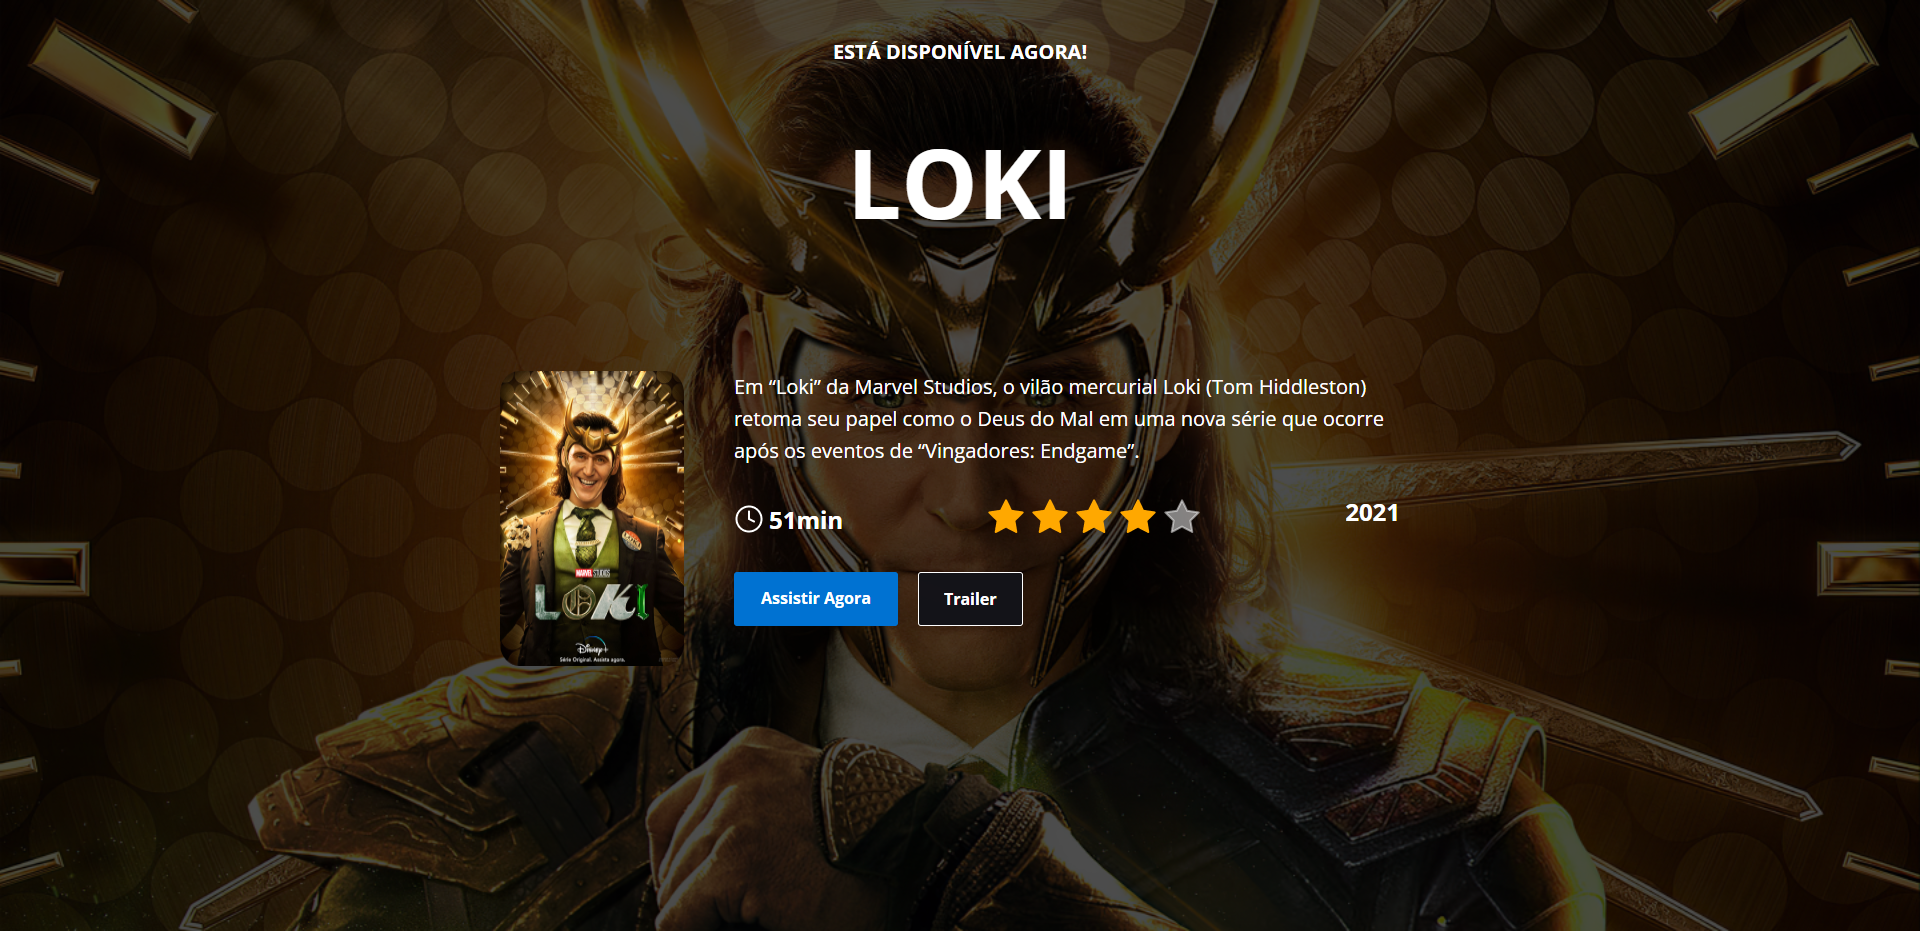 ESTÁ DISPONÍVEL AGORA!
LOKI
Em “Loki” da Marvel Studios, o vilão mercurial Loki (Tom Hiddleston)
retoma seu papel como o Deus do Mal em uma nova série que ocorre
após os eventos de “Vingadores: Endgame”.
51min
2021
Assistir Agora
Trailer
MARVEL STUDIOS
LOKI
Disney+
Série Original. Assista agora.